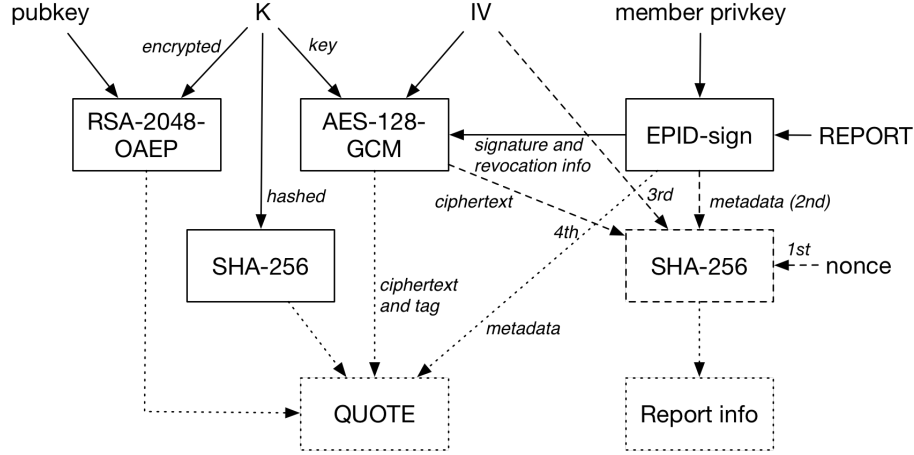 pubkey
K
IV
member privkey
encrypted
key
RSA-2048-
OAEP
AES-128-
GCM
EPID-sign
REPORT
signature and
revocation info
hashed
ciphertext
3rd
metadata (2nd)
4th
1st
SHA-256
SHA-256
nonce
ciphertext
and tag
metadata
QUOTE
Report info